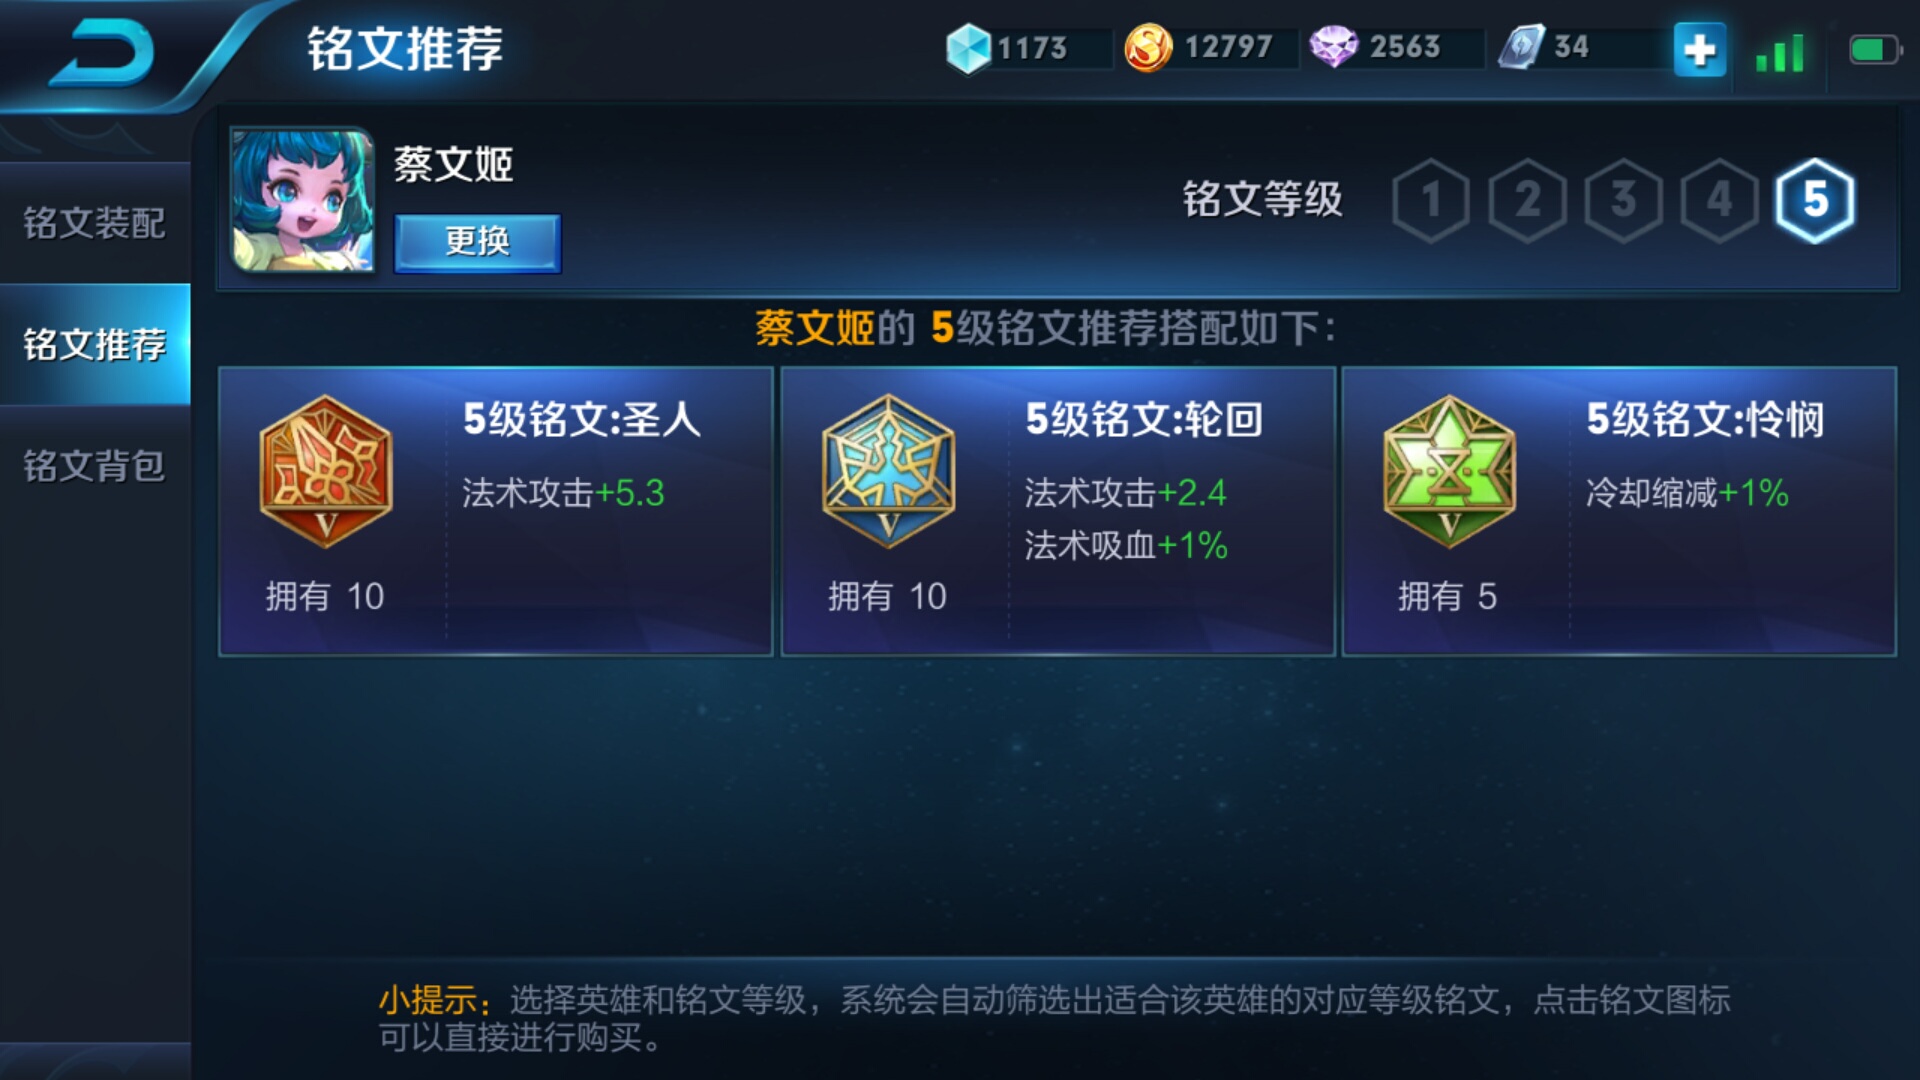 铭文推荐
1173
12797
2563
34
铭文装配
铭文推荐
铭文背包
蔡文姬
更换
铭文等级
1
2
3
4
5
蔡文姬的 5级铭文推荐搭配如下：
5级铭文:圣人
法术攻击+5.3
V
拥有 10
5级铭文:轮回
法术攻击+2.4
法术吸血+1%
V
拥有 10
5级铭文:怜悯
冷却缩减+1%
V
拥有 5
小提示；选择英雄和铭文等级，系统会自动筛选出适合该英雄的对应等级铭文，点击铭文图标
可以直接进行购买。